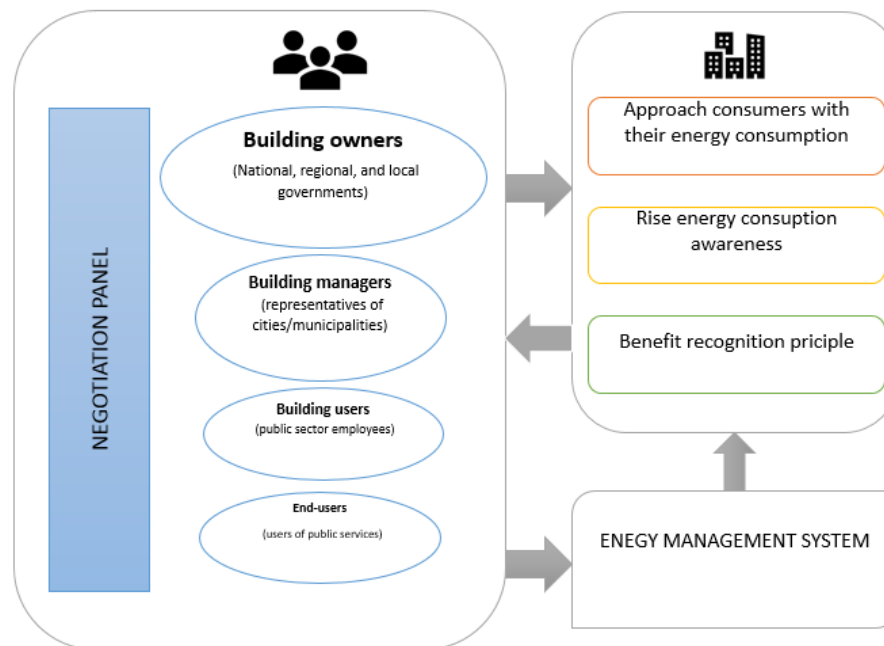 NEGOTIATION PANEL
Building owners
(National, regional, and local
governments)
Building managers
(representatives of
cities/municipalities)
Building users
(public sector employees)
End-users
(users of public services)
Approach consumers with
their energy consumption
Rise energy consuption
awareness
Benefit recognition priciple
ENEGY MANAGEMENT SYSTEM